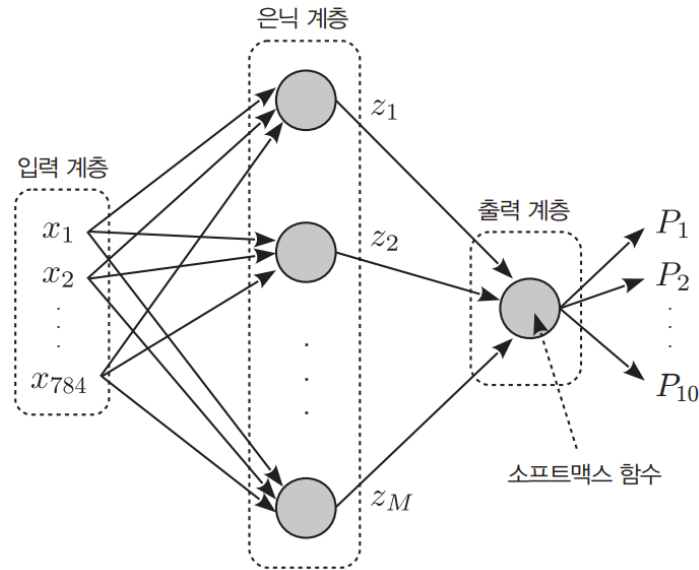 은닉 계층
z₁
입력 계층
x₁
x₂
.
.
.
x₇₈₄
z₂
.
.
.
z_M
출력 계층
P₁
P₂
.
.
.
P₁₀
소프트맥스 함수